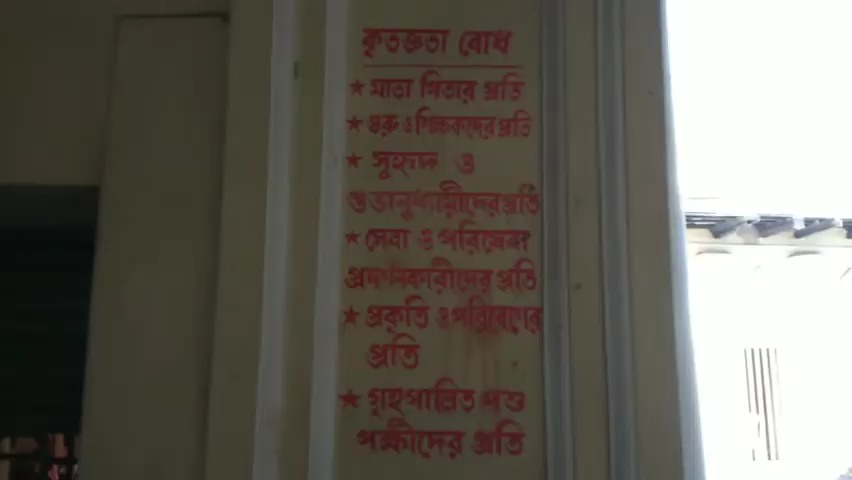 কৃতজ্ঞতা বোধ
★ মাতা পিতার প্রতি
★ গুরু ও শিক্ষকদের প্রতি
★ সুহৃদ ও
শুভানুধ্যায়ীদের প্রতি
★ সেবা ও পরিষেবা
প্রদানকারীদের প্রতি
★ প্রকৃতি ও পরিবেশের
প্রতি
★ গৃহপালিত পশু
পক্ষীদের প্রতি